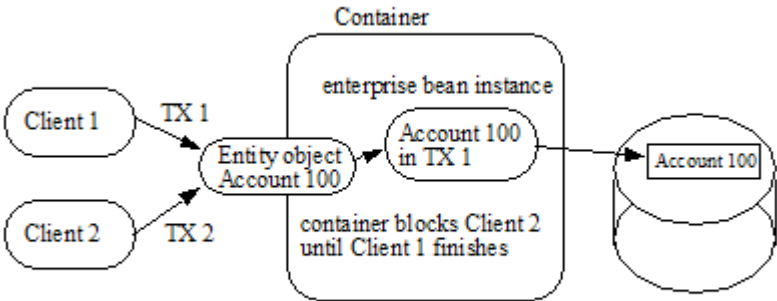 Container
enterprise bean instance
Client 1
TX 1
Entity object
Account 100
Account 100
in TX 1
Account 100
Client 2
TX 2
container blocks Client 2
until Client 1 finishes